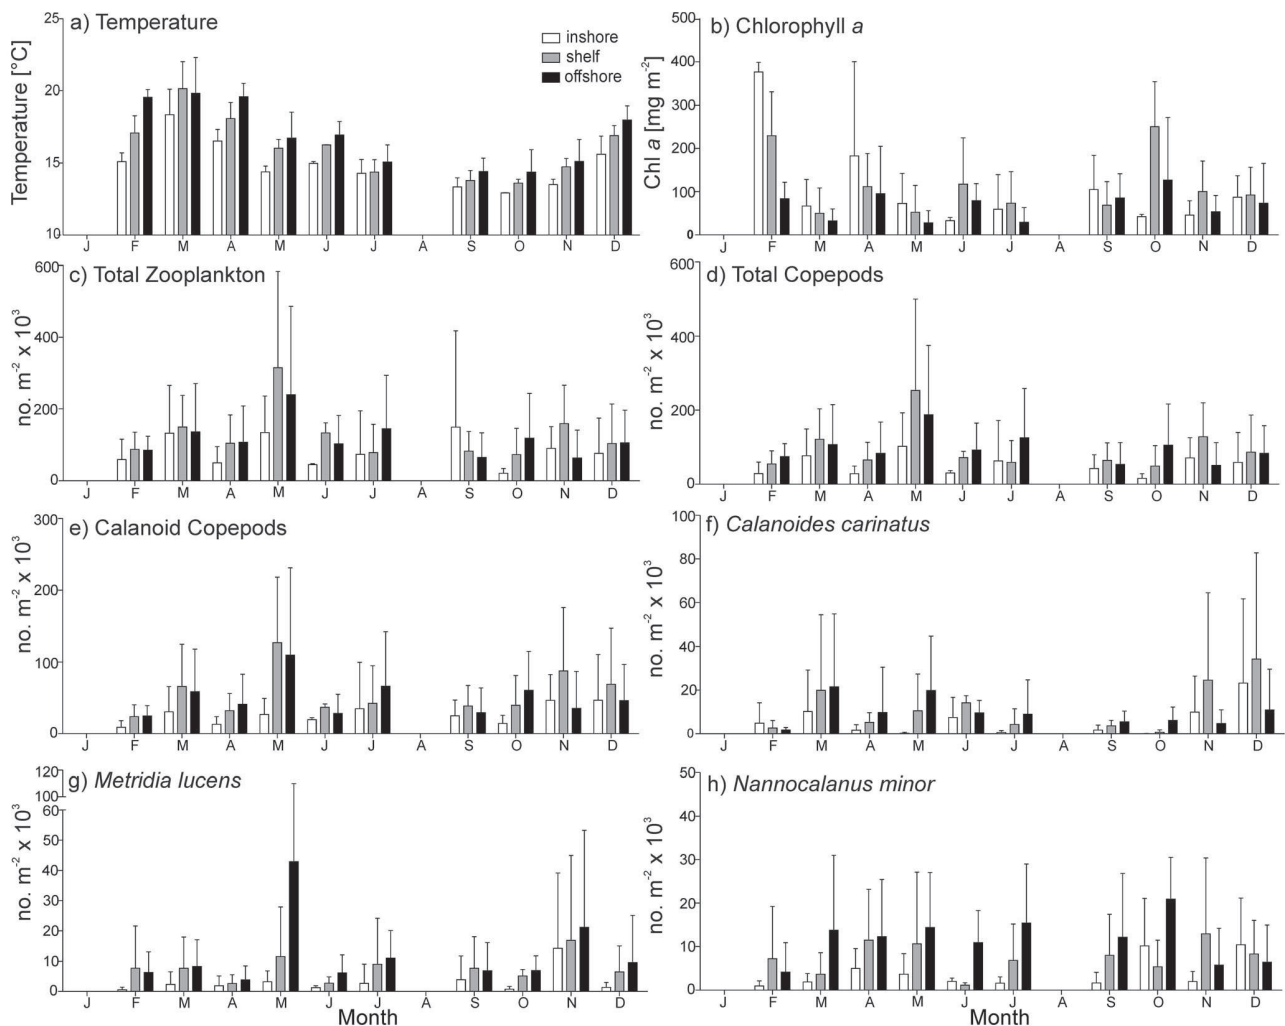 a) Temperature
inshore
shelf
offshore
Temperature [°C]
25
20
15
10
J F M A M J J A S O N D
b) Chlorophyll a
Chl a [mg m⁻²]
500
400
300
200
100
0
J F M A M J J A S O N D
c) Total Zooplankton
no. m⁻² x 10³
600
400
200
0
J F M A M J J A S O N D
d) Total Copepods
no. m⁻² x 10³
600
400
200
0
J F M A M J J A S O N D
e) Calanoid Copepods
no. m⁻² x 10³
300
200
100
0
J F M A M J J A S O N D
f) Calanoides carinatus
no. m⁻² x 10³
100
80
60
40
20
0
J F M A M J J A S O N D
g) Metridia lucens
no. m⁻² x 10³
120
100
60
50
40
30
20
10
0
J F M A M J J A S O N D
Month
h) Nannocalanus minor
no. m⁻² x 10³
50
40
30
20
10
0
J F M A M J J A S O N D
Month